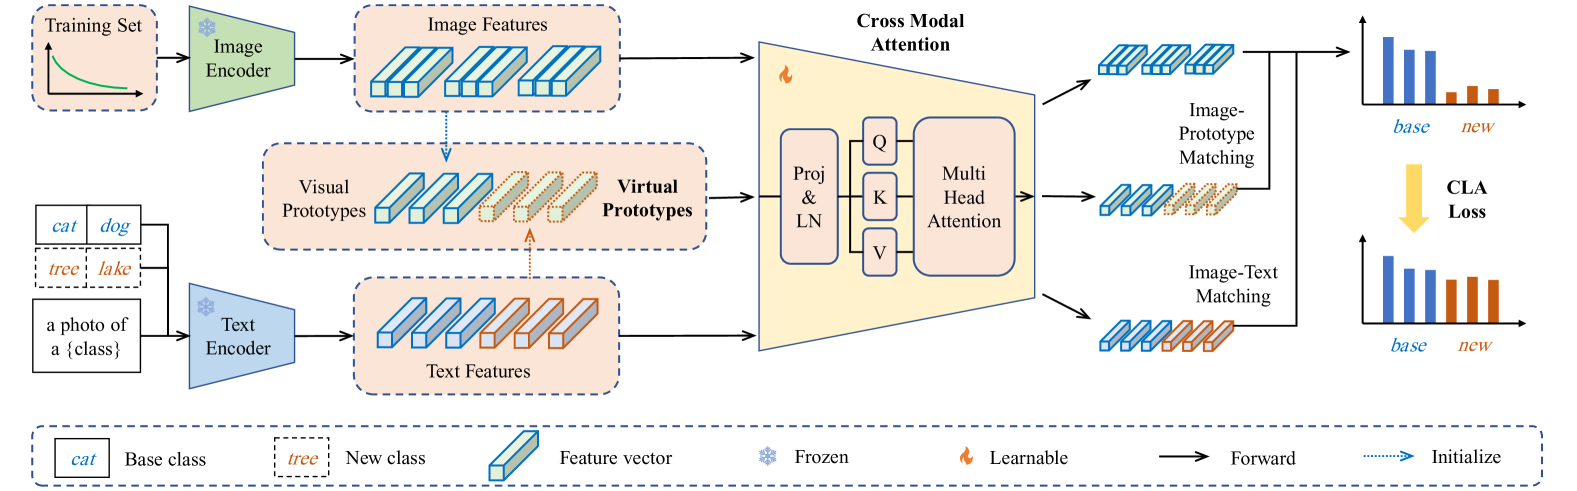 Training Set
Image
Encoder
Image Features
Cross Modal
Attention
Visual
Prototypes
Virtual
Prototypes
cat
dog
tree
lake
a photo of
a {class}
Text
Encoder
Text Features
Proj
&
LN
Q
K
V
Multi
Head
Attention
Image-
Prototype
Matching
Image-Text
Matching
base
new
CLA
Loss
base
new
cat
Base class
tree
New class
Feature vector
Frozen
Learnable
Forward
Initialize